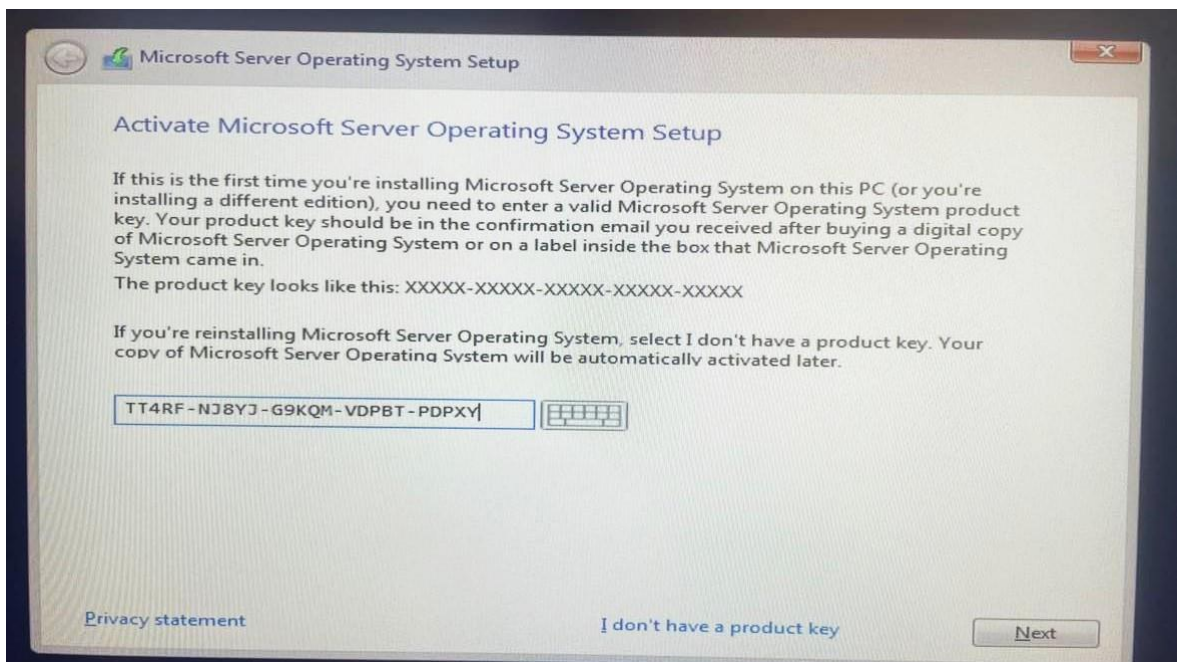 Microsoft Server Operating System Setup
Activate Microsoft Server Operating System Setup
If this is the first time you're installing Microsoft Server Operating System on this PC (or you're
installing a different edition), you need to enter a valid Microsoft Server Operating System product
key. Your product key should be in the confirmation email you received after buying a digital copy
of Microsoft Server Operating System or on a label inside the box that Microsoft Server Operating
System came in.
The product key looks like this: XXXXX-XXXXX-XXXXX-XXXXX-XXXXX
If you're reinstalling Microsoft Server Operating System, select I don't have a product key. Your
copy of Microsoft Server Operating System will be automatically activated later.
TT4RF-NJ8YJ-G9KQM-VDPBT-PDPXY
Privacy statement
I don't have a product key
Next